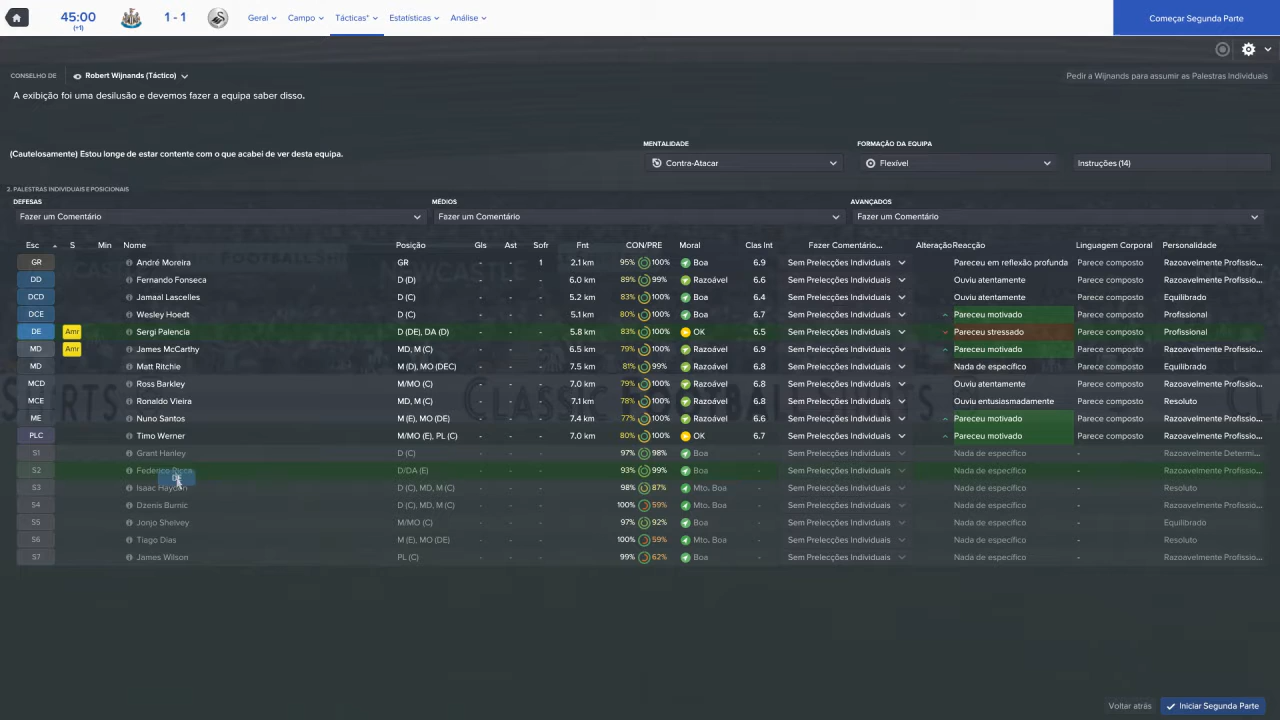 45:00 (+1) 1 - 1 Geral Campo Tácticas* Estatísticas Análise Começar Segunda Parte
CONSELHO DE Robert Wijnands (Táctico) Pedir a Wijnands para assumir as Palestras Individuais
A exibição foi uma desilusão e devemos fazer a equipa saber disso.
MENTALIDADE FORMAÇÃO DA EQUIPA
(Cautelosamente) Estou longe de estar contente com o que acabei de ver desta equipa.
Contra-Atacar Flexível Instruções (14)
2. PALESTRAS INDIVIDUAIS E POSICIONAIS
DEFESAS MÉDIOS AVANÇADOS
Fazer um Comentário Fazer um Comentário Fazer um Comentário
Esc S Min Nome Posição Gls Ast Sofr Fnt CON/PRE Moral Clas Int Fazer Comentário... Alteração Reacção Linguagem Corporal Personalidade
GR André Moreira GR - - 1 2.1 km 95% 100% Boa 6.9 Sem Prelecções Individuais Pareceu em reflexão profunda Parece composto Razoavelmente Profissio...
DD Fernando Fonseca D (D) - - - 6.0 km 89% 99% Razoável 6.6 Sem Prelecções Individuais Ouviu atentamente Parece composto Razoavelmente Profissio...
DCD Jamaal Lascelles D (C) - - - 5.2 km 83% 100% Boa 6.4 Sem Prelecções Individuais Ouviu atentamente Parece composto Equilibrado
DCE Wesley Hoedt D (C) - - - 5.1 km 80% 100% Boa 6.7 Sem Prelecções Individuais Pareceu motivado Parece composto Profissional
DE Amr Sergi Palencia D (DE), DA (D) - - - 5.8 km 83% 100% OK 6.5 Sem Prelecções Individuais Pareceu stressado Parece composto Profissional
MD Amr James McCarthy MD, M (C) - - - 6.5 km 79% 100% Razoável 6.9 Sem Prelecções Individuais Pareceu motivado Parece composto Razoavelmente Profissio...
MD Matt Ritchie M (D), MO (DEC) - - - 7.5 km 81% 99% Razoável 6.8 Sem Prelecções Individuais Nada de específico Parece composto Equilibrado
MCD Ross Barkley M/MO (C) - - - 7.0 km 79% 100% Razoável 6.8 Sem Prelecções Individuais Ouviu atentamente Parece composto Razoavelmente Profissio...
MCE Ronaldo Vieira MD, M (C) - - - 7.1 km 78% 100% Razoável 6.8 Sem Prelecções Individuais Ouviu entusiasmadamente Parece composto Resoluto
ME Nuno Santos M (E), MO (DE) - - - 7.4 km 77% 100% Razoável 6.6 Sem Prelecções Individuais Pareceu motivado Parece composto Razoavelmente Profissio...
PLC Timo Werner M/MO (E), PL (C) - - - 7.0 km 80% 100% OK 6.7 Sem Prelecções Individuais Pareceu motivado Parece composto Razoavelmente Profissio...
S1 Grant Hanley D (C) - - - 97% 98% Boa - Sem Prelecções Individuais Nada de específico - Razoavelmente Determi...
S2 Federico Ricca D/DA (E) - - - 93% 99% Boa - Sem Prelecções Individuais Nada de específico - Razoavelmente Profissio...
S3 Isaac Hayden D (C), MD, M (C) - - - 98% 87% Mto. Boa - Sem Prelecções Individuais Nada de específico - Resoluto
S4 Dzenis Burnic D (C), MD, M (C) - - - 100% 59% Mto. Boa - Sem Prelecções Individuais Nada de específico - Razoavelmente Profissio...
S5 Jonjo Shelvey M/MO (C) - - - 97% 92% Boa - Sem Prelecções Individuais Nada de específico - Equilibrado
S6 Tiago Dias M (E), MO (DE) - - - 100% 59% Mto. Boa - Sem Prelecções Individuais Nada de específico - Resoluto
S7 James Wilson PL (C) - - - 99% 62% Boa - Sem Prelecções Individuais Nada de específico - Razoavelmente Profissio...
Voltar atrás Iniciar Segunda Parte